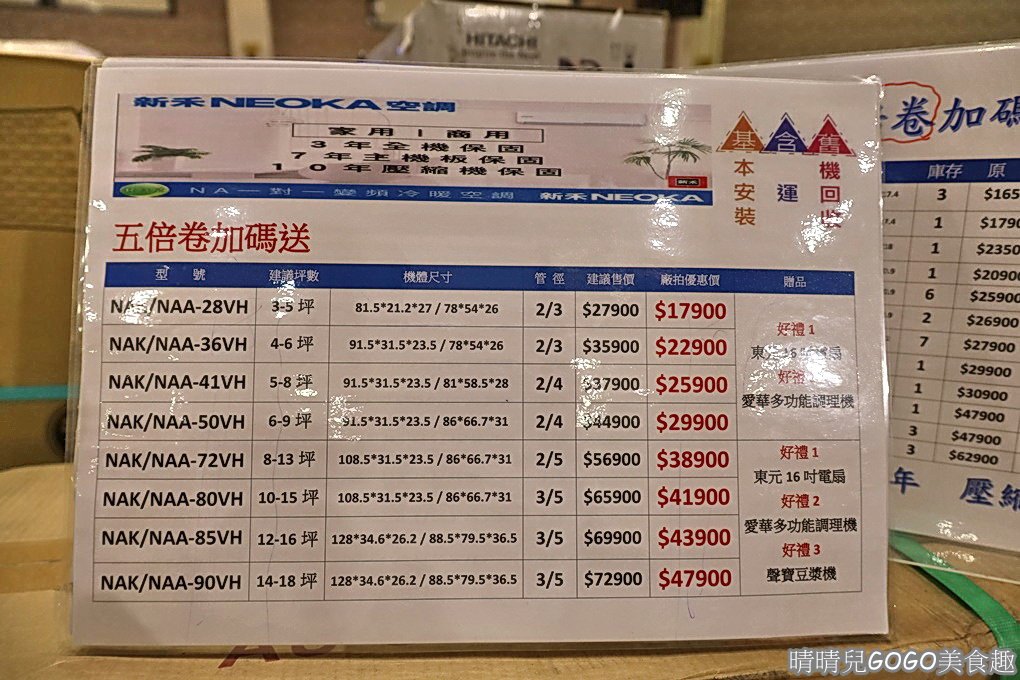 HITACHI
新禾NEOKA空調
家用 | 商用
3年全機保固
7年主機板保固
10年壓縮機保固
新禾
NA一對一變頻冷暖空調 新禾NEOKA
基 含 舊
本 機
安 運 回
裝 收
五倍卷加碼送
型 號 建議坪數 機體尺寸 管 徑 建議售價 廠拍優惠價 贈品
/NAA-28VH 3-5 坪 81.5*21.2*27 / 78*54*26 2/3 $27900 $17900
NAK/NAA-36VH 4-6 坪 91.5*31.5*23.5 / 78*54*26 2/3 $35900 $22900
NAK/NAA-41VH 5-8 坪 91.5*31.5*23.5 / 81*58.5*28 2/4 $37900 $25900
NAK/NAA-50VH 6-9 坪 91.5*31.5*23.5 / 86*66.7*31 2/4 $44900 $29900
NAK/NAA-72VH 8-13 坪 108.5*31.5*23.5 / 86*66.7*31 2/5 $56900 $38900
NAK/NAA-80VH 10-15 坪 108.5*31.5*23.5 / 86*66.7*31 3/5 $65900 $41900
NAK/NAA-85VH 12-16 坪 128*34.6*26.2 / 88.5*79.5*36.5 3/5 $69900 $43900
NAK/NAA-90VH 14-18 坪 128*34.6*26.2 / 88.5*79.5*36.5 3/5 $72900 $47900
好禮 1
東元 16 吋電扇
好禮
愛華多功能調理機
好禮 1
東元 16 吋電扇
好禮 2
愛華多功能調理機
好禮 3
聲寶豆漿機
卷加碼
庫存 原
3 $165
1 $1790
1 $2350
1 $20900
6 $25900
2 $26900
7 $27900
1 $29900
1 $30900
1 $47900
3 $47900
3 $62900
年 壓縮
晴晴兒GOGO美食趣